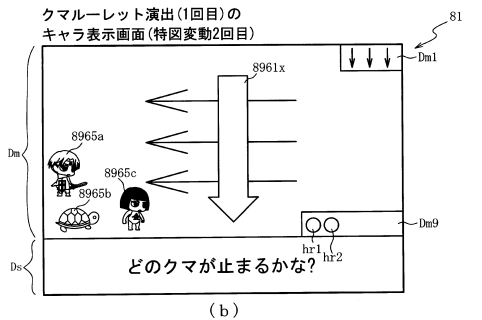 クマルーレット演出(1回目)の
キャラ表示画面(特図変動2回目)
81
8961x
Dm1
Dm
8965a
8965c
8965b
Dm9
hr1
hr2
Ds
どのクマが止まるかな?
(b)